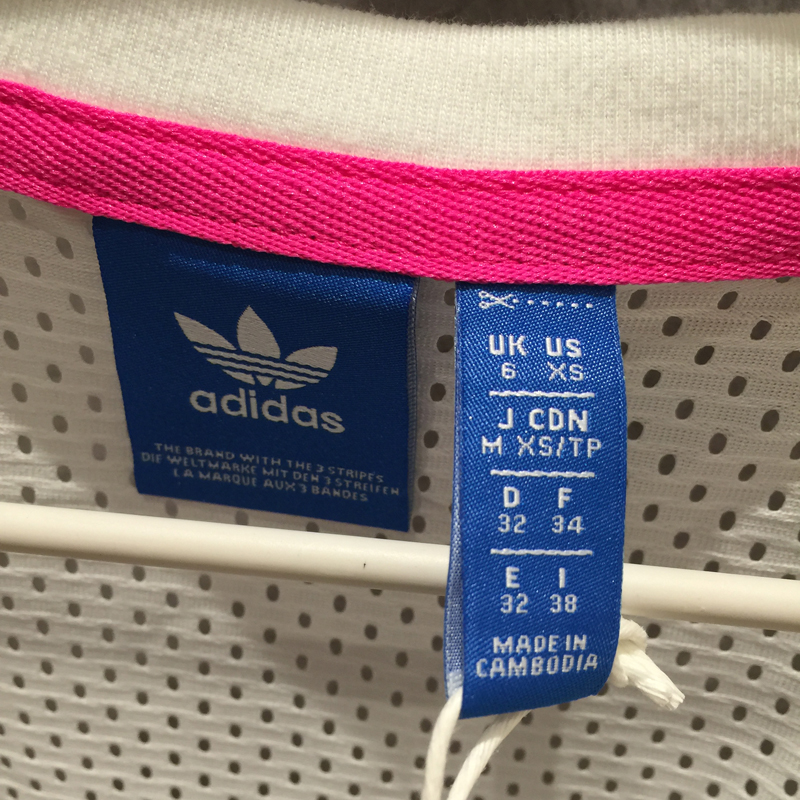 adidas
THE BRAND WITH THE 3 STRIPES
DIE WELTMARKE MIT DEN 3 STREIFEN
LA MARQUE AUX 3 BANDES
UK US
6 XS
J CDN
M XS/TP
D F
32 34
E I
32 38
MADE IN
CAMBODIA